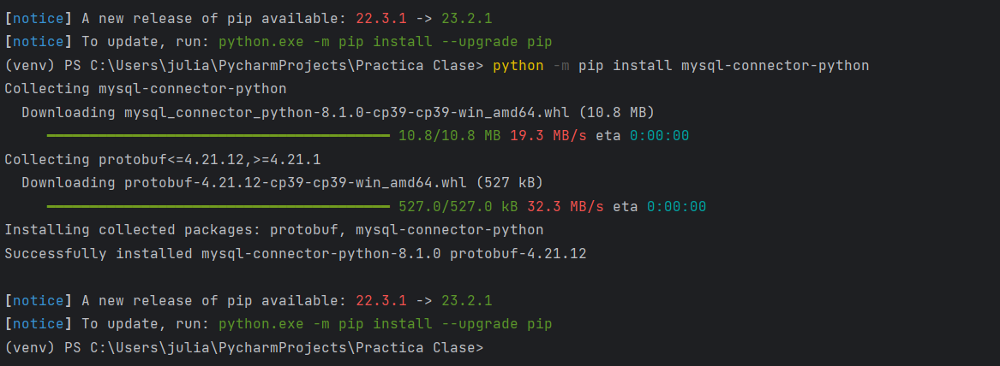 [notice] A new release of pip available: 22.3.1 -> 23.2.1
[notice] To update, run: python.exe -m pip install --upgrade pip
(venv) PS C:\Users\julia\PycharmProjects\Practica Clase> python -m pip install mysql-connector-python
Collecting mysql-connector-python
  Downloading mysql_connector_python-8.1.0-cp39-cp39-win_amd64.whl (10.8 MB)
10.8/10.8 MB 19.3 MB/s eta 0:00:00
Collecting protobuf<=4.21.12,>=4.21.1
  Downloading protobuf-4.21.12-cp39-cp39-win_amd64.whl (527 kB)
527.0/527.0 kB 32.3 MB/s eta 0:00:00
Installing collected packages: protobuf, mysql-connector-python
Successfully installed mysql-connector-python-8.1.0 protobuf-4.21.12
[notice] A new release of pip available: 22.3.1 -> 23.2.1
[notice] To update, run: python.exe -m pip install --upgrade pip
(venv) PS C:\Users\julia\PycharmProjects\Practica Clase>